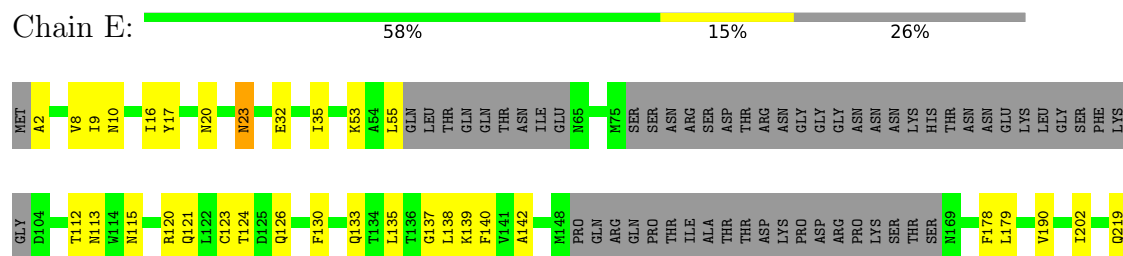 Chain E:
58% 15% 26%
MET A2 V8 I9 N10 I16 Y17 N20 N23 E32 I35 K53 A54 L55 GLN LEU THR GLN GLN THR ASN ILE GLU N65 M75 SER SER ASN ARG SER ASP THR ARG ASN GLY GLY GLY ASN ASN ASN LYS HIS THR ASN ASN GLU LYS LEU GLY SER PHE LYS
GLY D104 T112 N113 W114 N115 R120 Q121 L122 C123 T124 D125 Q126 F130 Q133 T134 L135 T136 G137 L138 K139 F140 V141 A142 M148 PRO GLN ARG GLN PRO THR ILE ALA THR THR ASP LYS PRO ASP ARG PRO LYS SER THR SER N169 F178 L179 V190 I202 Q219